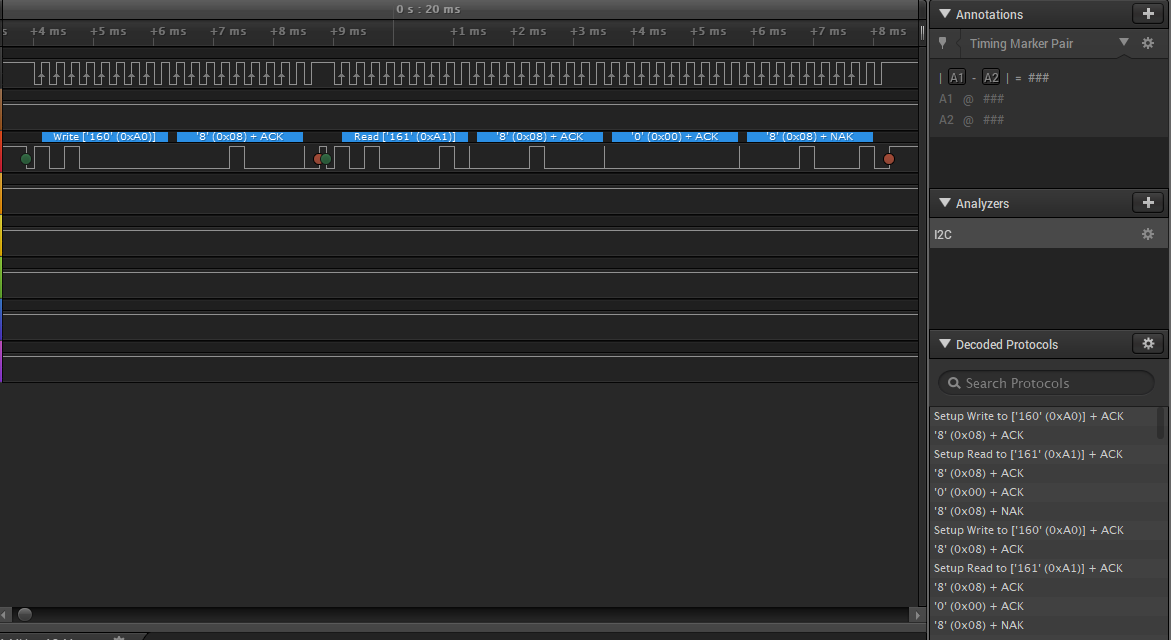 0 s : 20 ms
s +4 ms +5 ms +6 ms +7 ms +8 ms +9 ms +1 ms +2 ms +3 ms +4 ms +5 ms +6 ms +7 ms +8 ms
Write ['160' (0xA0)] '8' (0x08) + ACK Read ['161' (0xA1)] '8' (0x08) + ACK '0' (0x00) + ACK '8' (0x08) + NAK
Annotations
Timing Marker Pair
| A1 - A2 | = ###
A1 @ ###
A2 @ ###
Analyzers
I2C
Decoded Protocols
Search Protocols
Setup Write to ['160' (0xA0)] + ACK
'8' (0x08) + ACK
Setup Read to ['161' (0xA1)] + ACK
'8' (0x08) + ACK
'0' (0x00) + ACK
'8' (0x08) + NAK
Setup Write to ['160' (0xA0)] + ACK
'8' (0x08) + ACK
Setup Read to ['161' (0xA1)] + ACK
'8' (0x08) + ACK
'0' (0x00) + ACK
'8' (0x08) + NAK